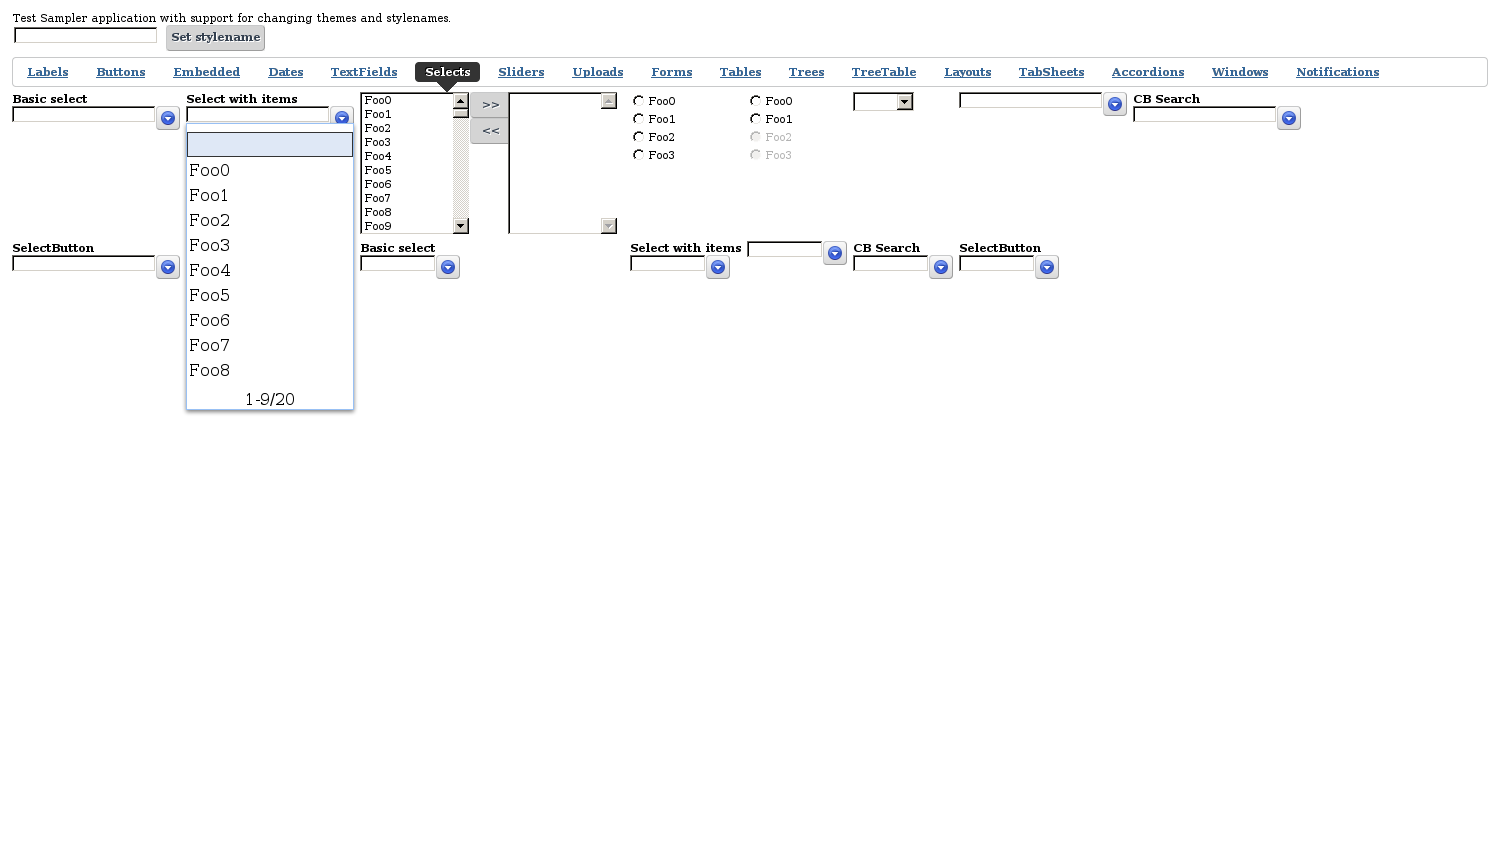 Test Sampler application with support for changing themes and stylenames.
Set stylename
Labels Buttons Embedded Dates TextFields Selects Sliders Uploads Forms Tables Trees TreeTable Layouts TabSheets Accordions Windows Notifications
Basic select
Select with items
Foo0
Foo1
Foo2
Foo3
Foo4
Foo5
Foo6
Foo7
Foo8
1-9/20
Foo0
Foo1
Foo2
Foo3
Foo4
Foo5
Foo6
Foo7
Foo8
Foo9
>>
<<
Foo0
Foo1
Foo2
Foo3
Foo0
Foo1
Foo2
Foo3
CB Search
SelectButton
Basic select
Select with items
CB Search
SelectButton